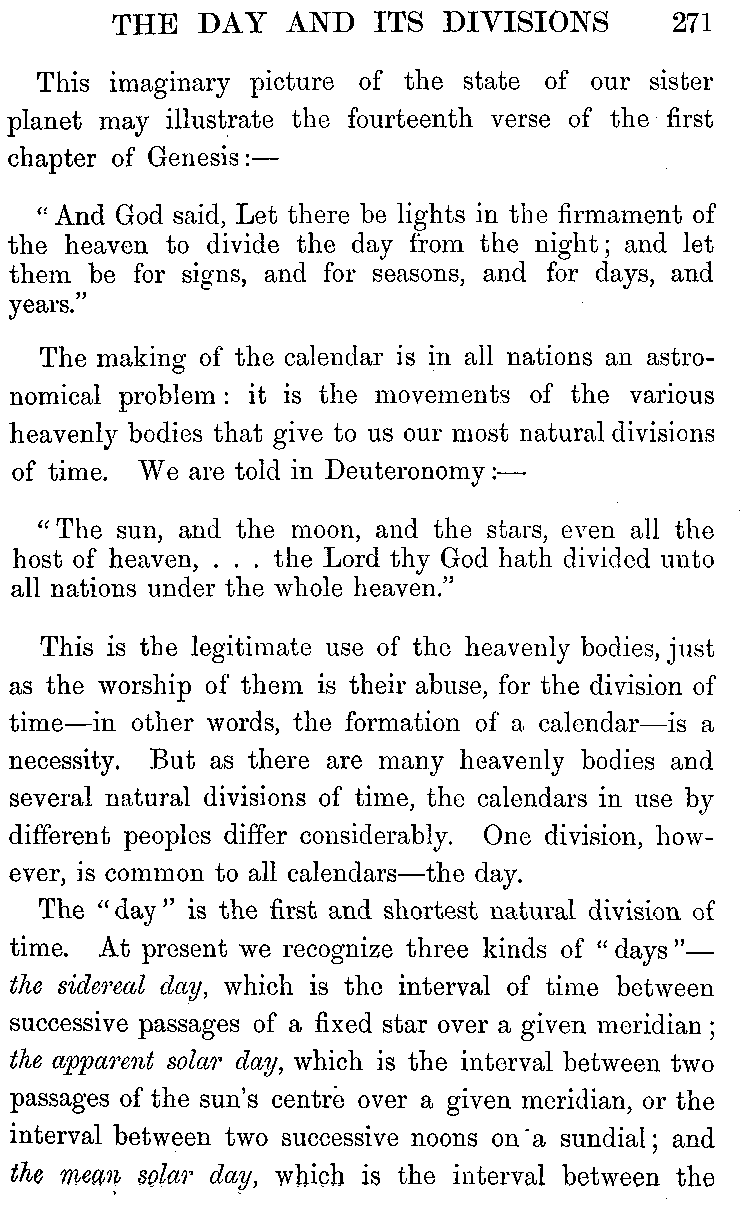 THE DAY AND ITS DIVISIONS 271
This imaginary picture of the state of our sister
planet may illustrate the fourteenth verse of the first
chapter of Genesis:—
“And God said, Let there be lights in the firmament of
the heaven to divide the day from the night; and let
them be for signs, and for seasons, and for days, and
years.”
The making of the calendar is in all nations an astro-
nomical problem: it is the movements of the various
heavenly bodies that give to us our most natural divisions
of time. We are told in Deuteronomy:—
“The sun, and the moon, and the stars, even all the
host of heaven, . . . the Lord thy God hath divided unto
all nations under the whole heaven.”
This is the legitimate use of the heavenly bodies, just
as the worship of them is their abuse, for the division of
time—in other words, the formation of a calendar—is a
necessity. But as there are many heavenly bodies and
several natural divisions of time, the calendars in use by
different peoples differ considerably. One division, how-
ever, is common to all calendars—the day.
The “day” is the first and shortest natural division of
time. At present we recognize three kinds of “days”—
the sidereal day, which is the interval of time between
successive passages of a fixed star over a given meridian;
the apparent solar day, which is the interval between two
passages of the sun’s centre over a given meridian, or the
interval between two successive noons on a sundial; and
the mean solar day, which is the interval between the